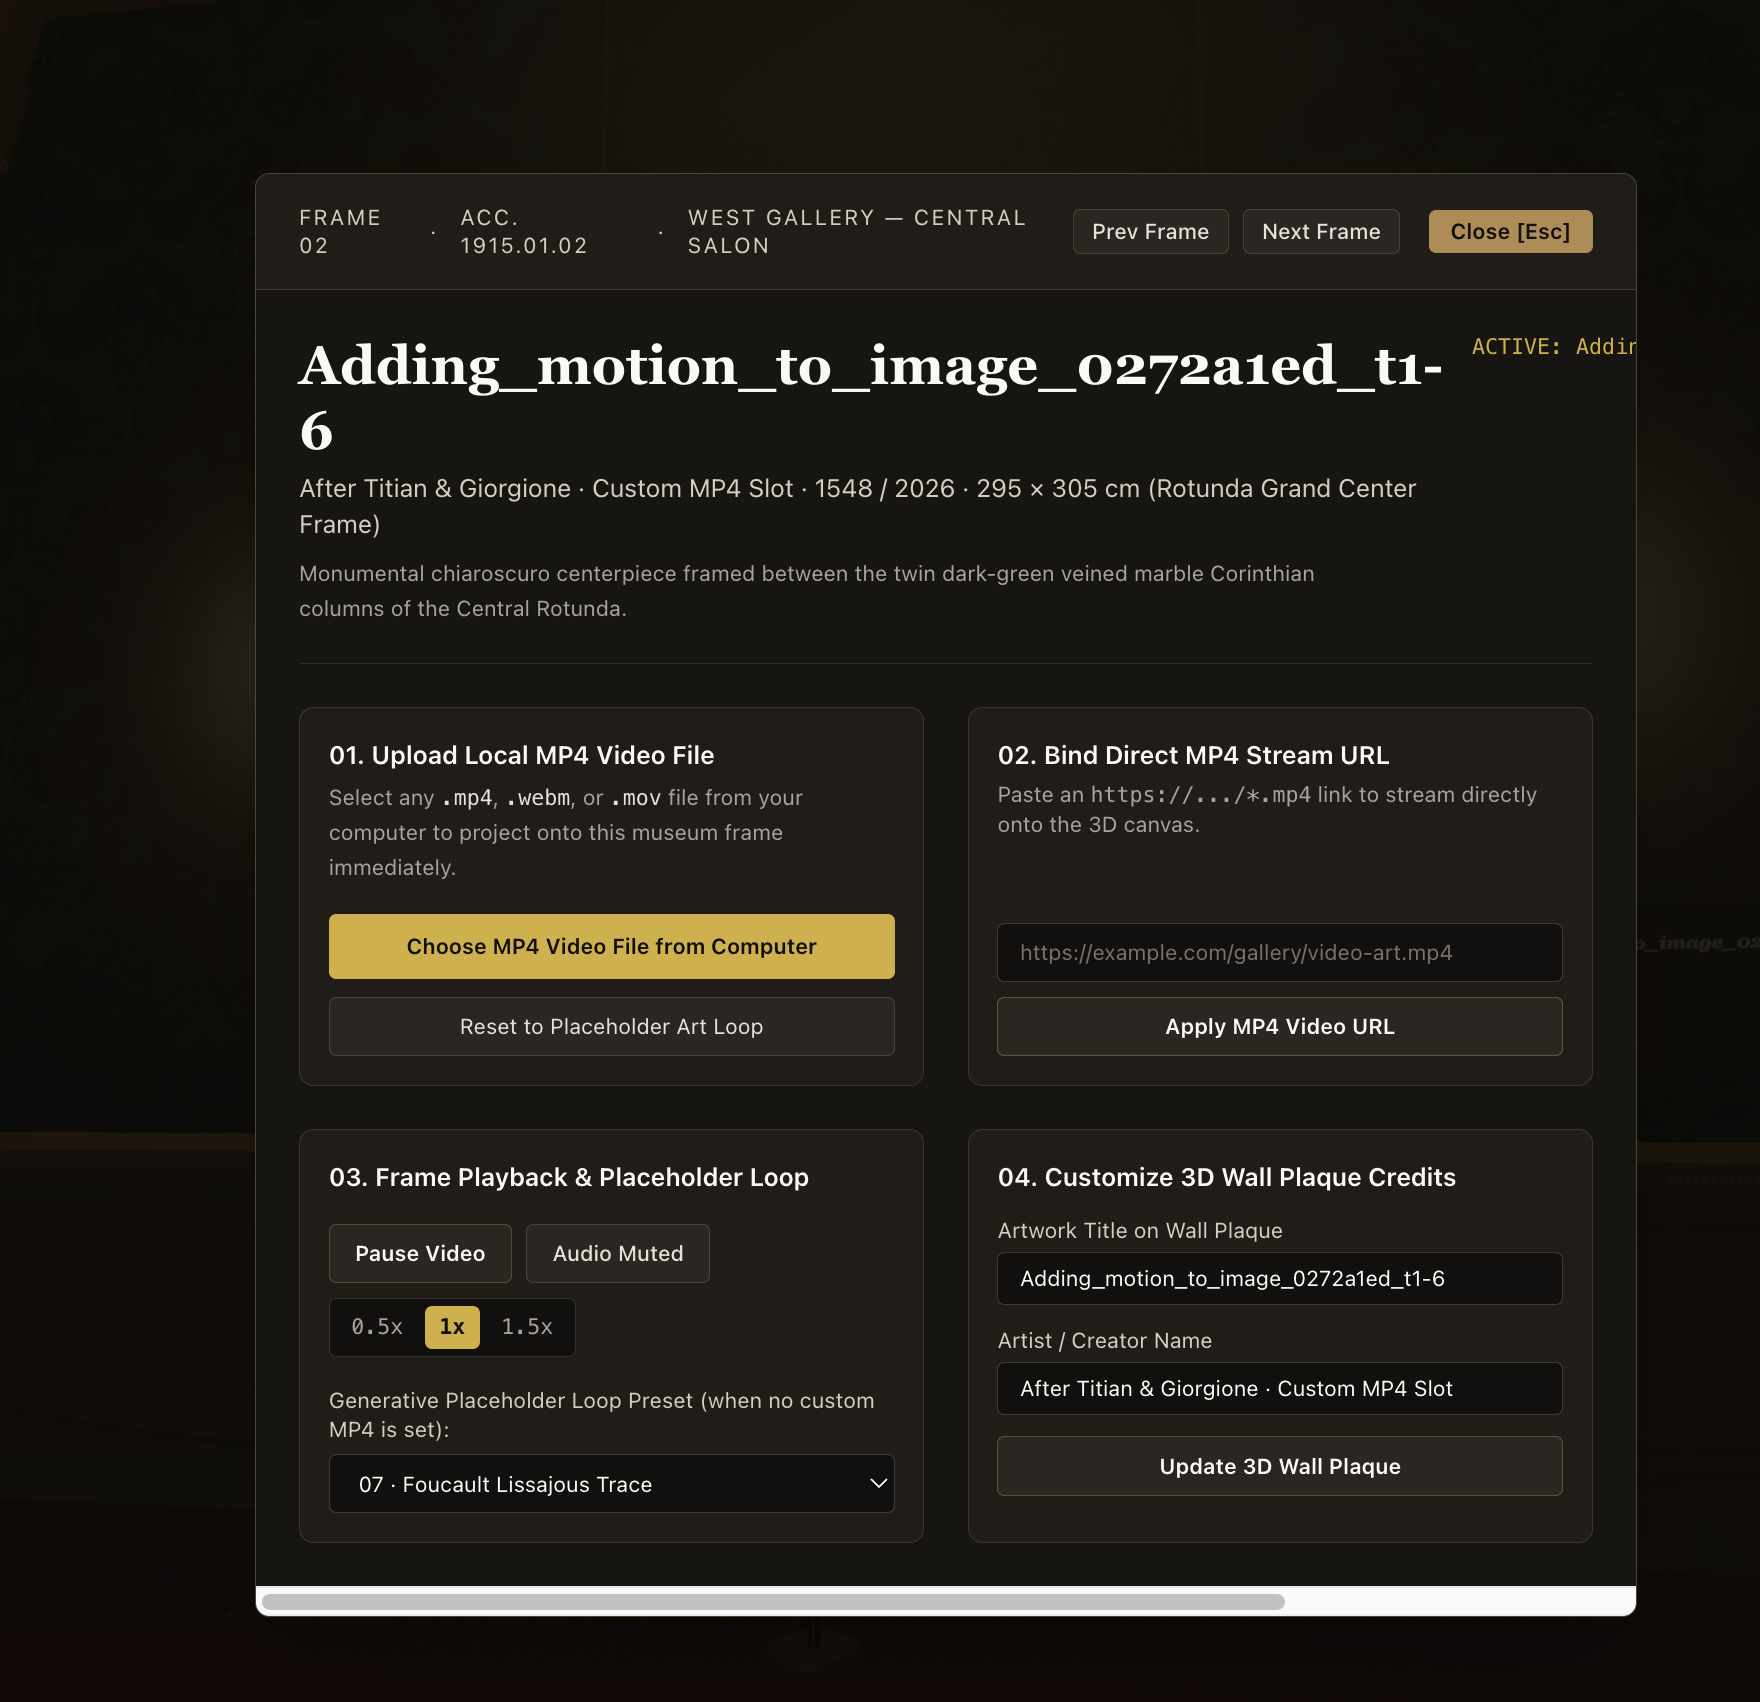 FRAME
02
·
ACC.
1915.01.02
·
WEST GALLERY — CENTRAL
SALON
Prev Frame
Next Frame
Close [Esc]
Adding_motion_to_image_0272a1ed_t1-
6
ACTIVE: Addin
After Titian & Giorgione · Custom MP4 Slot · 1548 / 2026 · 295 × 305 cm (Rotunda Grand Center
Frame)
Monumental chiaroscuro centerpiece framed between the twin dark-green veined marble Corinthian
columns of the Central Rotunda.
01. Upload Local MP4 Video File
Select any .mp4, .webm, or .mov file from your
computer to project onto this museum frame
immediately.
Choose MP4 Video File from Computer
Reset to Placeholder Art Loop
02. Bind Direct MP4 Stream URL
Paste an https://.../*.mp4 link to stream directly
onto the 3D canvas.
https://example.com/gallery/video-art.mp4
Apply MP4 Video URL
o_image_02
03. Frame Playback & Placeholder Loop
Pause Video
Audio Muted
0.5x
1x
1.5x
Generative Placeholder Loop Preset (when no custom
MP4 is set):
07 · Foucault Lissajous Trace
04. Customize 3D Wall Plaque Credits
Artwork Title on Wall Plaque
Adding_motion_to_image_0272a1ed_t1-6
Artist / Creator Name
After Titian & Giorgione · Custom MP4 Slot
Update 3D Wall Plaque